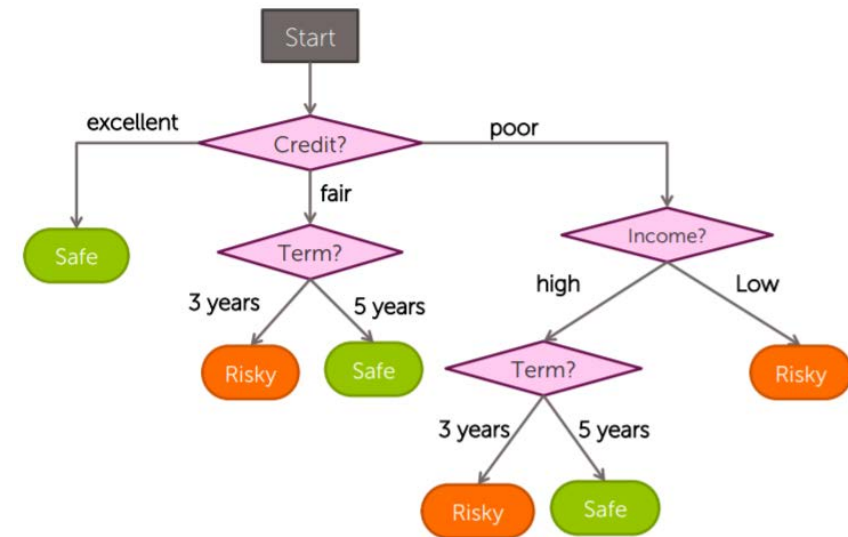 Start
excellent
Credit?
poor
fair
Safe
Term?
Income?
3 years
5 years
high
Low
Risky
Safe
Term?
Risky
3 years
5 years
Risky
Safe